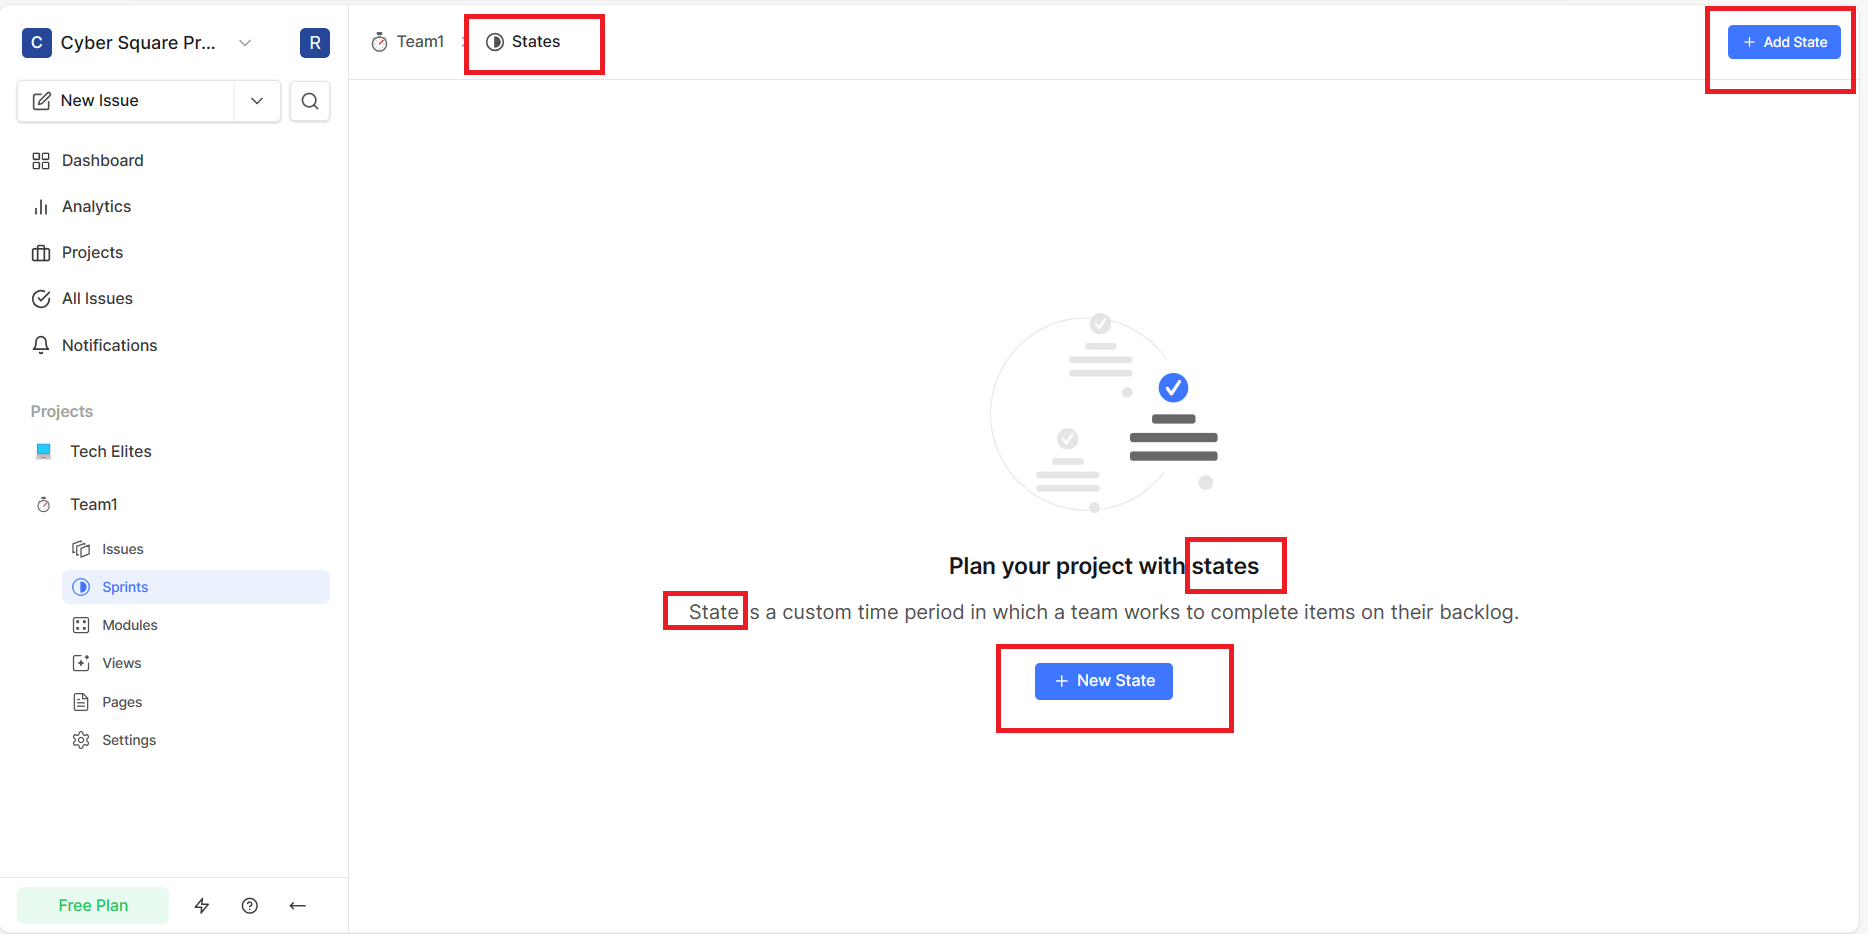 C Cyber Square Pr... R
New Issue
Dashboard
Analytics
Projects
All Issues
Notifications
Projects
Tech Elites
Team1
Issues
Sprints
Modules
Views
Pages
Settings
Free Plan
Team1 States
+ Add State
Plan your project with states
State is a custom time period in which a team works to complete items on their backlog.
+ New State